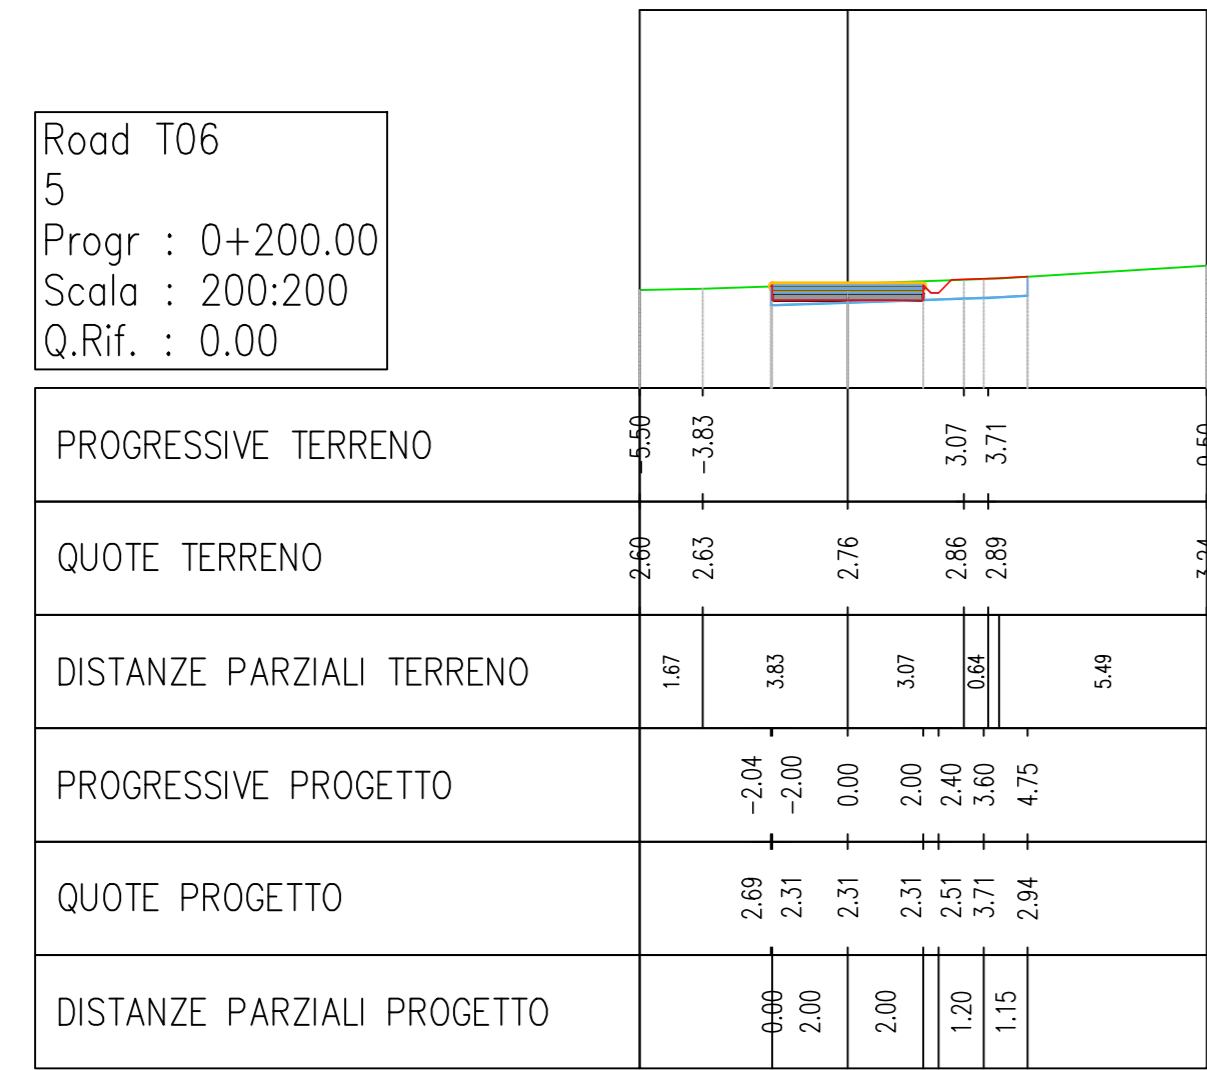 Road T06
5
Progr : 0+200.00
Scala : 200:200
Q.Rif. : 0.00
PROGRESSIVE TERRENO -5.50 -3.83 3.07 3.71
QUOTE TERRENO 2.60 2.63 2.76 2.86 2.89
DISTANZE PARZIALI TERRENO 1.67 3.83 3.07 0.64 5.49
PROGRESSIVE PROGETTO -2.04 -2.00 0.00 2.00 2.40 3.60 4.75
QUOTE PROGETTO 2.69 2.31 2.31 2.31 2.51 3.71 2.94
DISTANZE PARZIALI PROGETTO 0.00 2.00 2.00 1.20 1.15